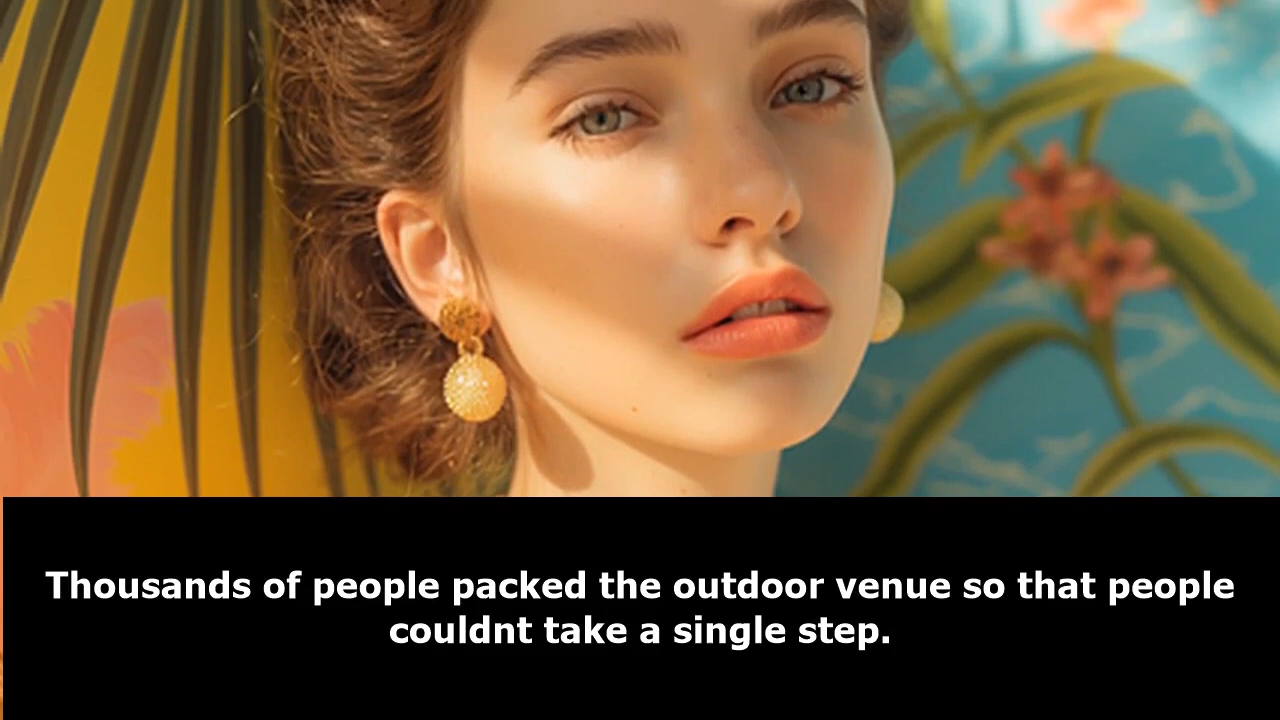 Thousands of people packed the outdoor venue so that people
couldnt take a single step.